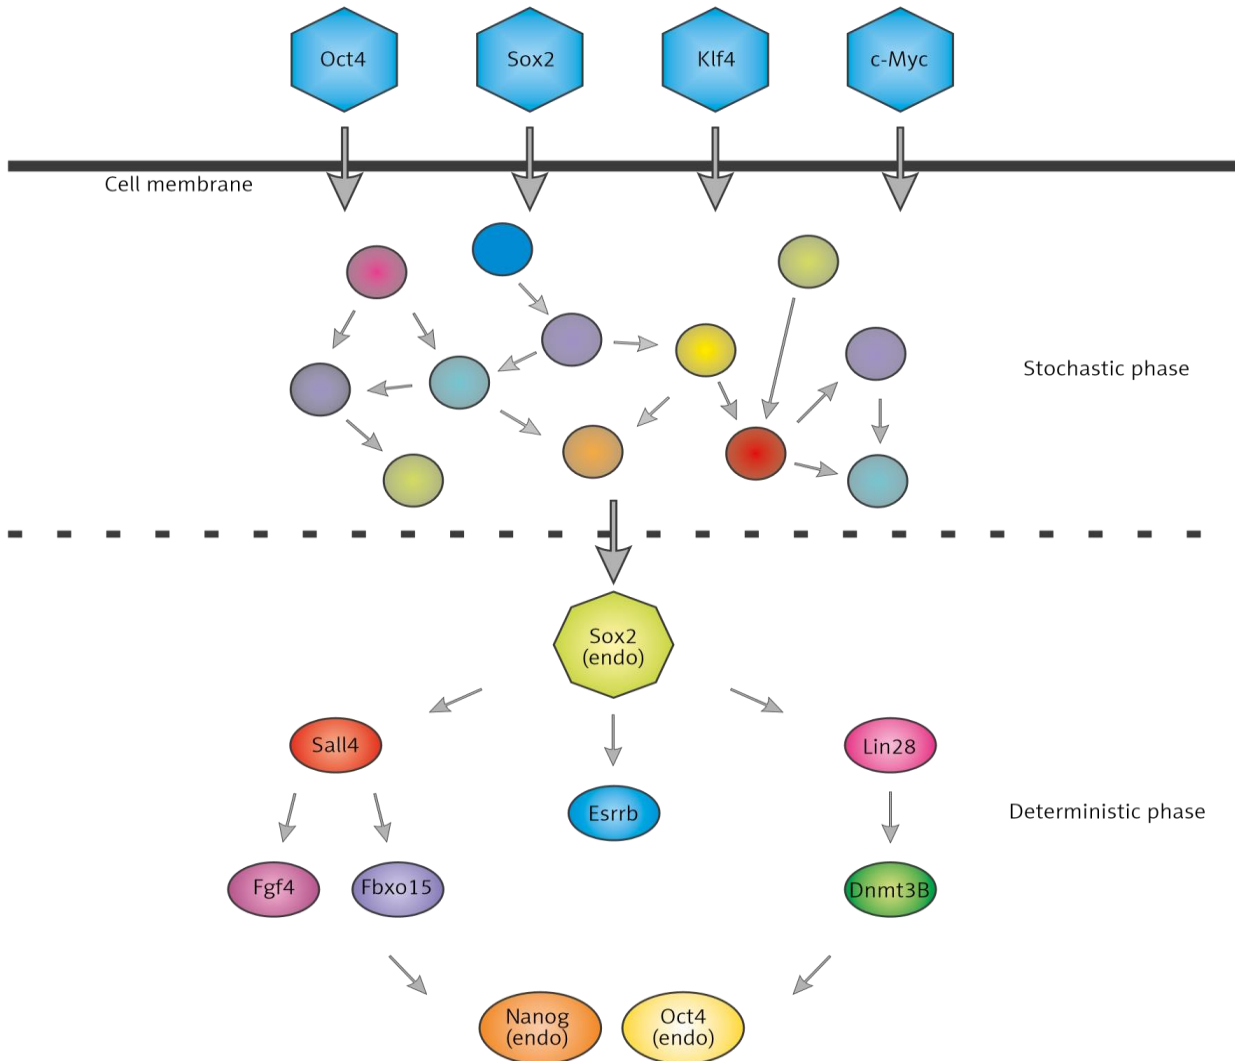 Oct4
Sox2
Klf4
c-Myc
Cell membrane
Stochastic phase
Sox2
(endo)
Sall4
Lin28
Esrrb
Deterministic phase
Fgf4
Fbxo15
Dnmt3B
Nanog
(endo)
Oct4
(endo)